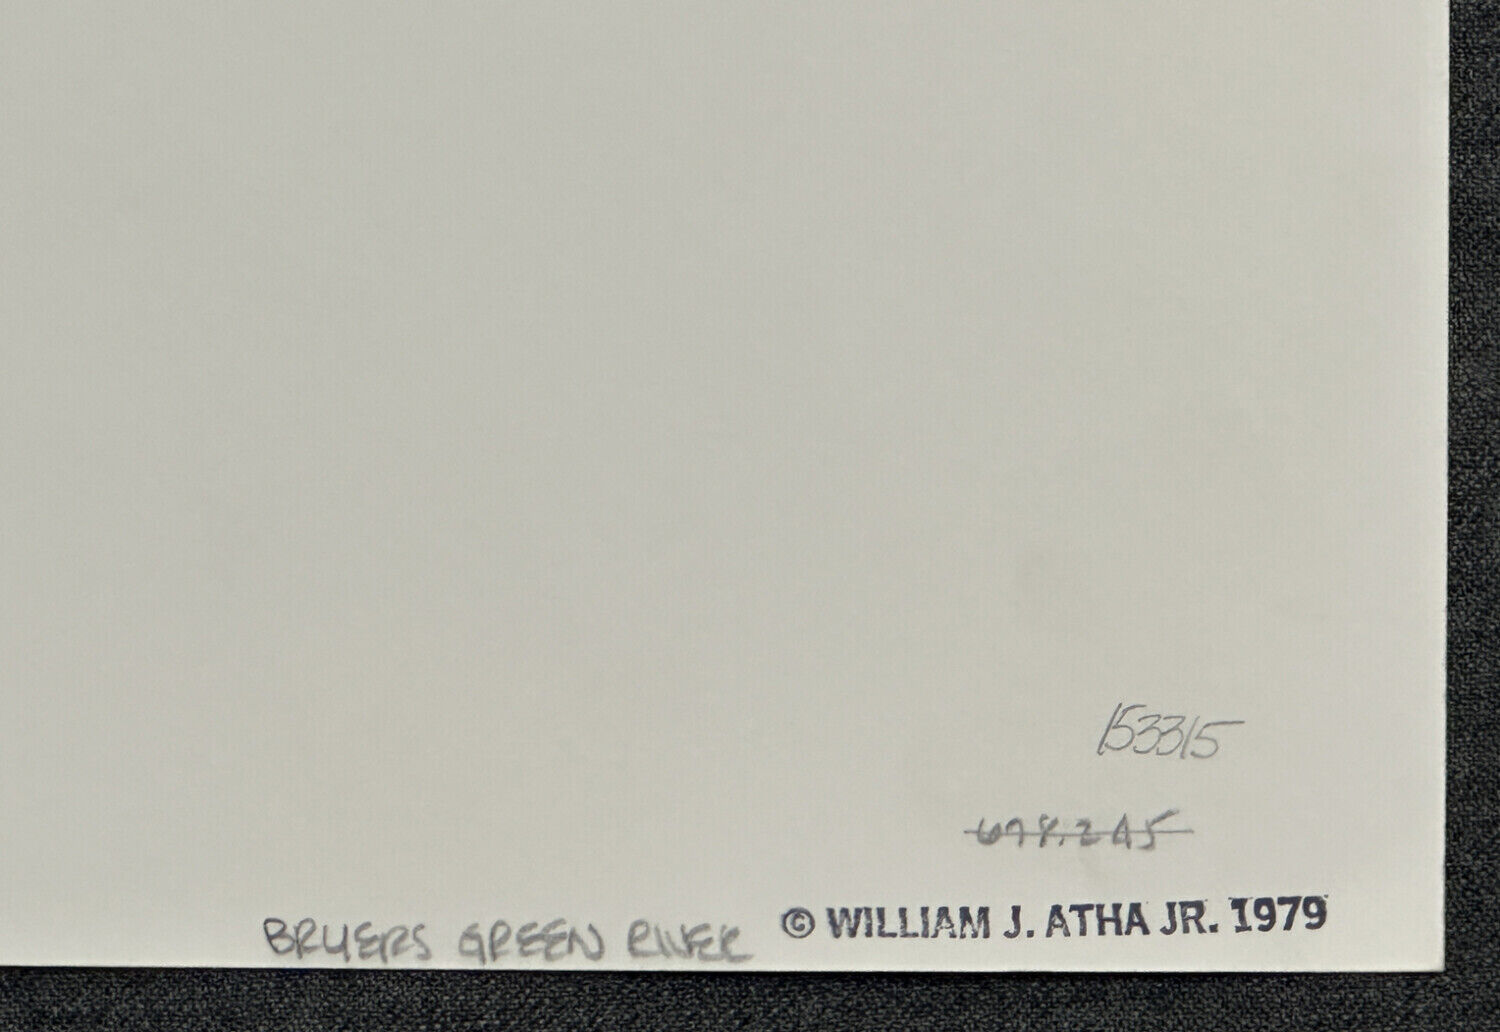 153315
BRYERS GREEN RIVER © WILLIAM J. ATHA JR. 1979